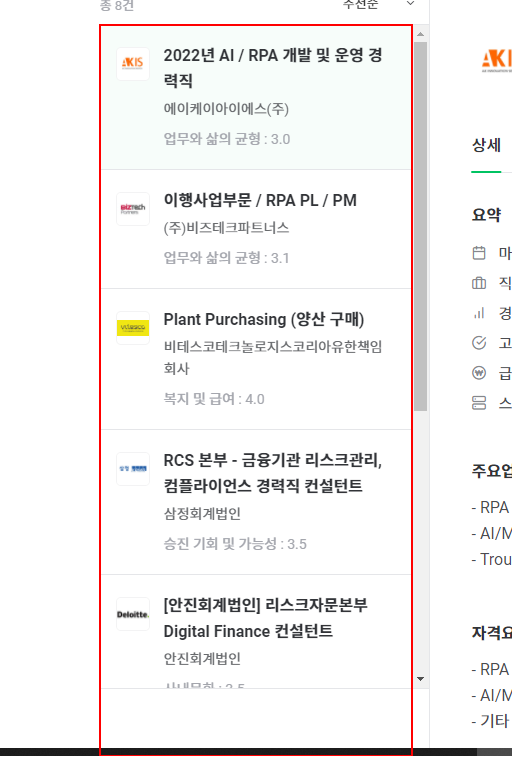 총 8건
추천순
2022년 AI / RPA 개발 및 운영 경
력직
에이케이아이에스(주)
업무와 삶의 균형 : 3.0
BIZTech
이행사업부문 / RPA PL / PM
(주)비즈테크파트너스
업무와 삶의 균형 : 3.1
vitesco
Plant Purchasing (양산 구매)
비테스코테크놀로지스코리아유한책임
회사
복지 및 급여 : 4.0
RCS 본부 - 금융기관 리스크관리,
컴플라이언스 경력직 컨설턴트
삼정회계법인
승진 기회 및 가능성 : 3.5
Deloitte.
[안진회계법인] 리스크자문본부
Digital Finance 컨설턴트
안진회계법인
사내문화 : 3.5
상세
요약
마
직
경
고
급
스
주요업
- RPA
- AI/M
- Trou
자격요
- RPA
- AI/M
- 기타